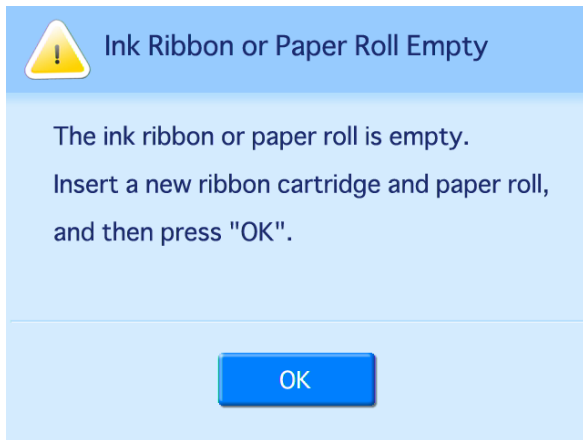 !
Ink Ribbon or Paper Roll Empty
The ink ribbon or paper roll is empty.
Insert a new ribbon cartridge and paper roll,
and then press "OK".
OK